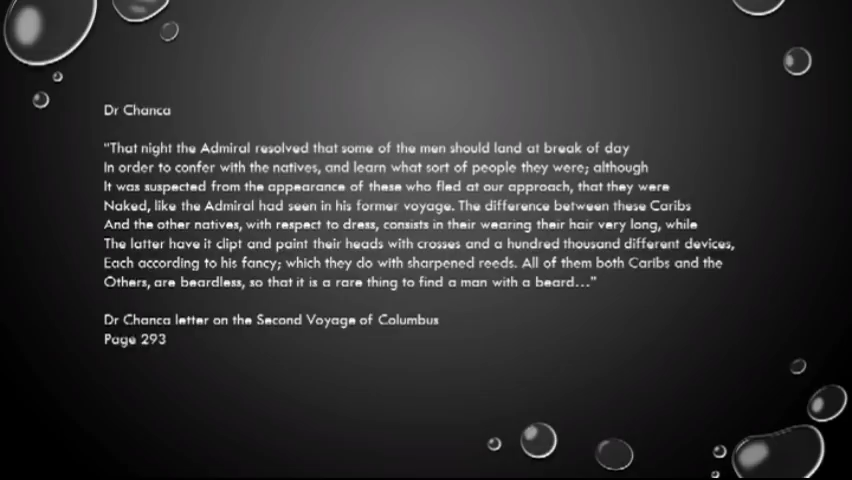 Dr Chanca
"That night the Admiral resolved that some of the men should land at break of day
In order to confer with the natives, and learn what sort of people they were; although
It was suspected from the appearance of these who fled at our approach, that they were
Naked, like the Admiral had seen in his former voyage. The difference between these Caribs
And the other natives, with respect to dress, consists in their wearing their hair very long, while
The latter have it clipt and paint their heads with crosses and a hundred thousand different devices,
Each according to his fancy; which they do with sharpened reeds. All of them both Caribs and the
Others, are beardless, so that it is a rare thing to find a man with a beard..."
Dr Chanca letter on the Second Voyage of Columbus
Page 293